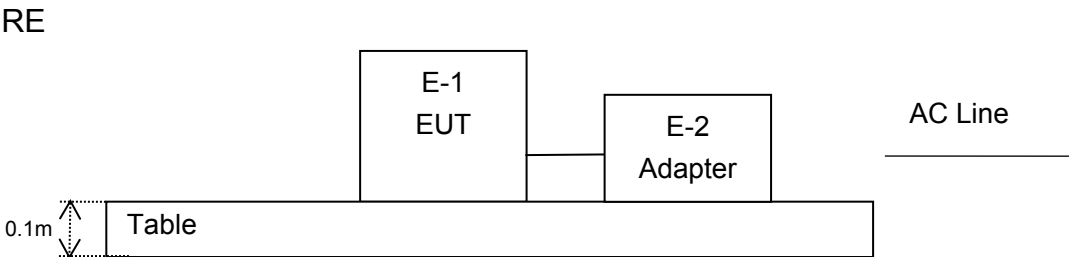 RE
E-1
EUT
E-2
Adapter
AC Line
Table
0.1m